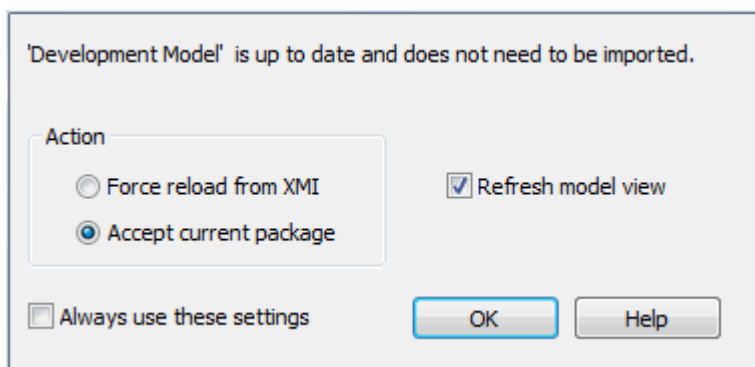 'Development Model' is up to date and does not need to be imported.
Action
Force reload from XMI
Refresh model view
Accept current package
Always use these settings
OK
Help